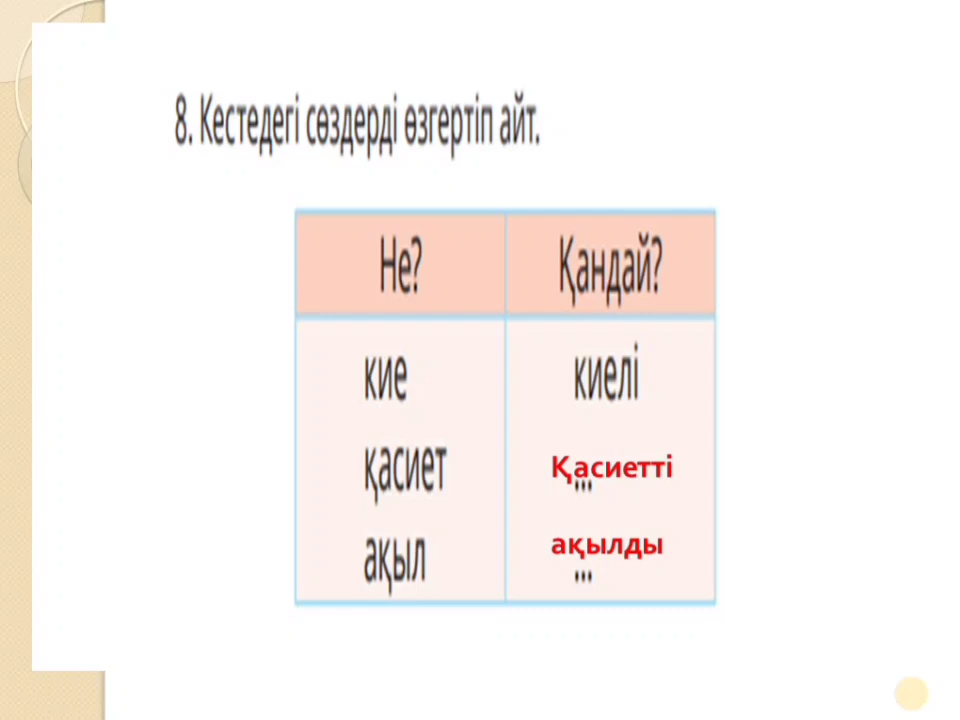 8. Кестедегі сөздерді өзгертіп айт.
Не? Қандай?
кие киелі
қасиет Қасиетті
...
ақыл ақылды
...